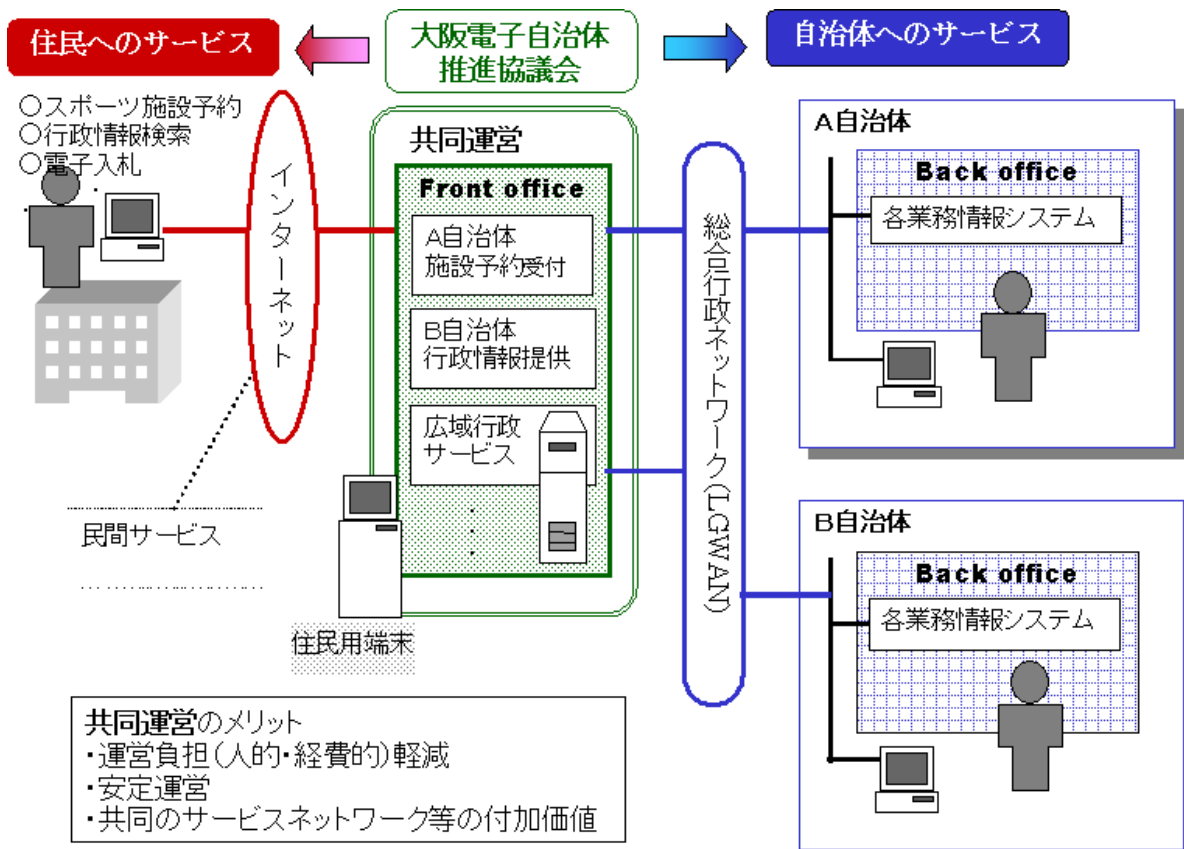 住民へのサービス
大阪電子自治体
推進協議会
自治体へのサービス
○スポーツ施設予約
○行政情報検索
○電子入札
インターネット
民間サービス
共同運営
Front office
A自治体
施設予約受付
B自治体
行政情報提供
広域行政
サービス
住民用端末
総合行政ネットワーク(LGWAN)
A自治体
Back office
各業務情報システム
B自治体
Back office
各業務情報システム
共同運営のメリット
・運営負担(人的・経費的)軽減
・安定運営
・共同のサービスネットワーク等の付加価値